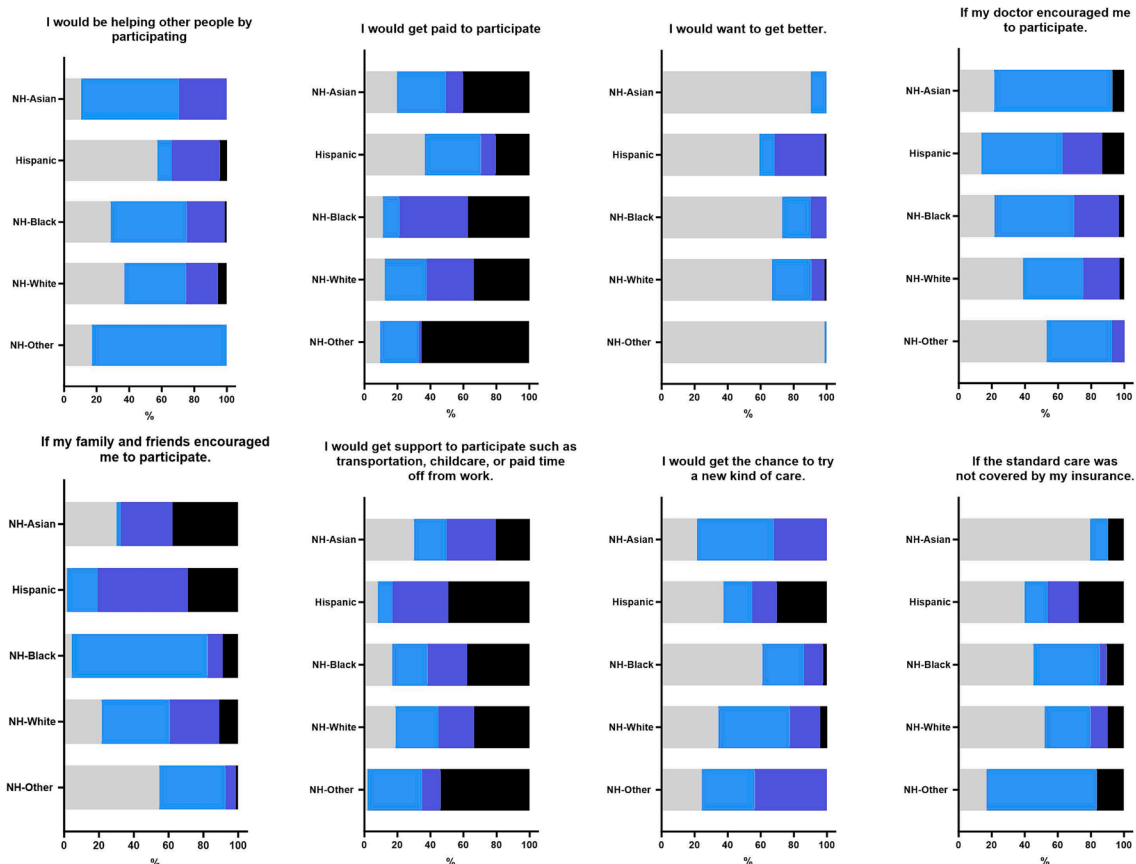 I would be helping other people by
participating
NH-Asian
Hispanic
NH-Black
NH-White
NH-Other
0 20 40 60 80 100
%
I would get paid to participate
NH-Asian
Hispanic
NH-Black
NH-White
NH-Other
0 20 40 60 80 100
%
I would want to get better.
NH-Asian
Hispanic
NH-Black
NH-White
NH-Other
0 20 40 60 80 100
%
If my doctor encouraged me
to participate.
NH-Asian
Hispanic
NH-Black
NH-White
NH-Other
0 20 40 60 80 100
%
If my family and friends encouraged
me to participate.
NH-Asian
Hispanic
NH-Black
NH-White
NH-Other
0 20 40 60 80 100
%
I would get support to participate such as
transportation, childcare, or paid time
off from work.
NH-Asian
Hispanic
NH-Black
NH-White
NH-Other
0 20 40 60 80 100
%
I would get the chance to try
a new kind of care.
NH-Asian
Hispanic
NH-Black
NH-White
NH-Other
0 20 40 60 80 100
%
If the standard care was
not covered by my insurance.
NH-Asian
Hispanic
NH-Black
NH-White
NH-Other
0 20 40 60 80 100
%